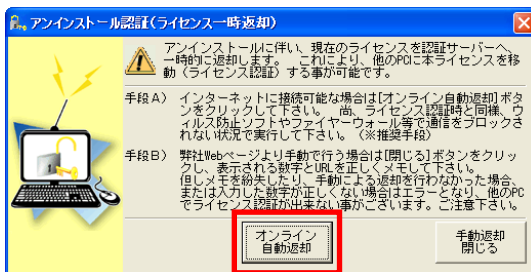 アンインストール認証(ライセンス一時返却)
アンインストールに伴い、現在のライセンスを認証サーバーへ、
一時的に返却します。 これにより、他のPCに本ライセンスを移
動(ライセンス認証)する事が可能です。
手段A) インターネットに接続可能な場合は[オンライン自動返却]ボタ
ンをクリックして下さい。 尚、ライセンス認証時と同様、ウ
ィルス防止ソフトやファイヤーウォール等で通信をブロックさ
れない状況で実行して下さい。(※推奨手段)
手段B) 弊社Webページより手動で行う場合は[閉じる]ボタンをクリッ
クし、表示される数字とURLを正しくメモして下さい。
但しメモを紛失したり、手動による返却を行わなかった場合、
または入力した数字が正しくない場合はエラーとなり、他のPC
でライセンス認証が出来ない事がございます。ご注意下さい。
オンライン
自動返却
手動返却
閉じる